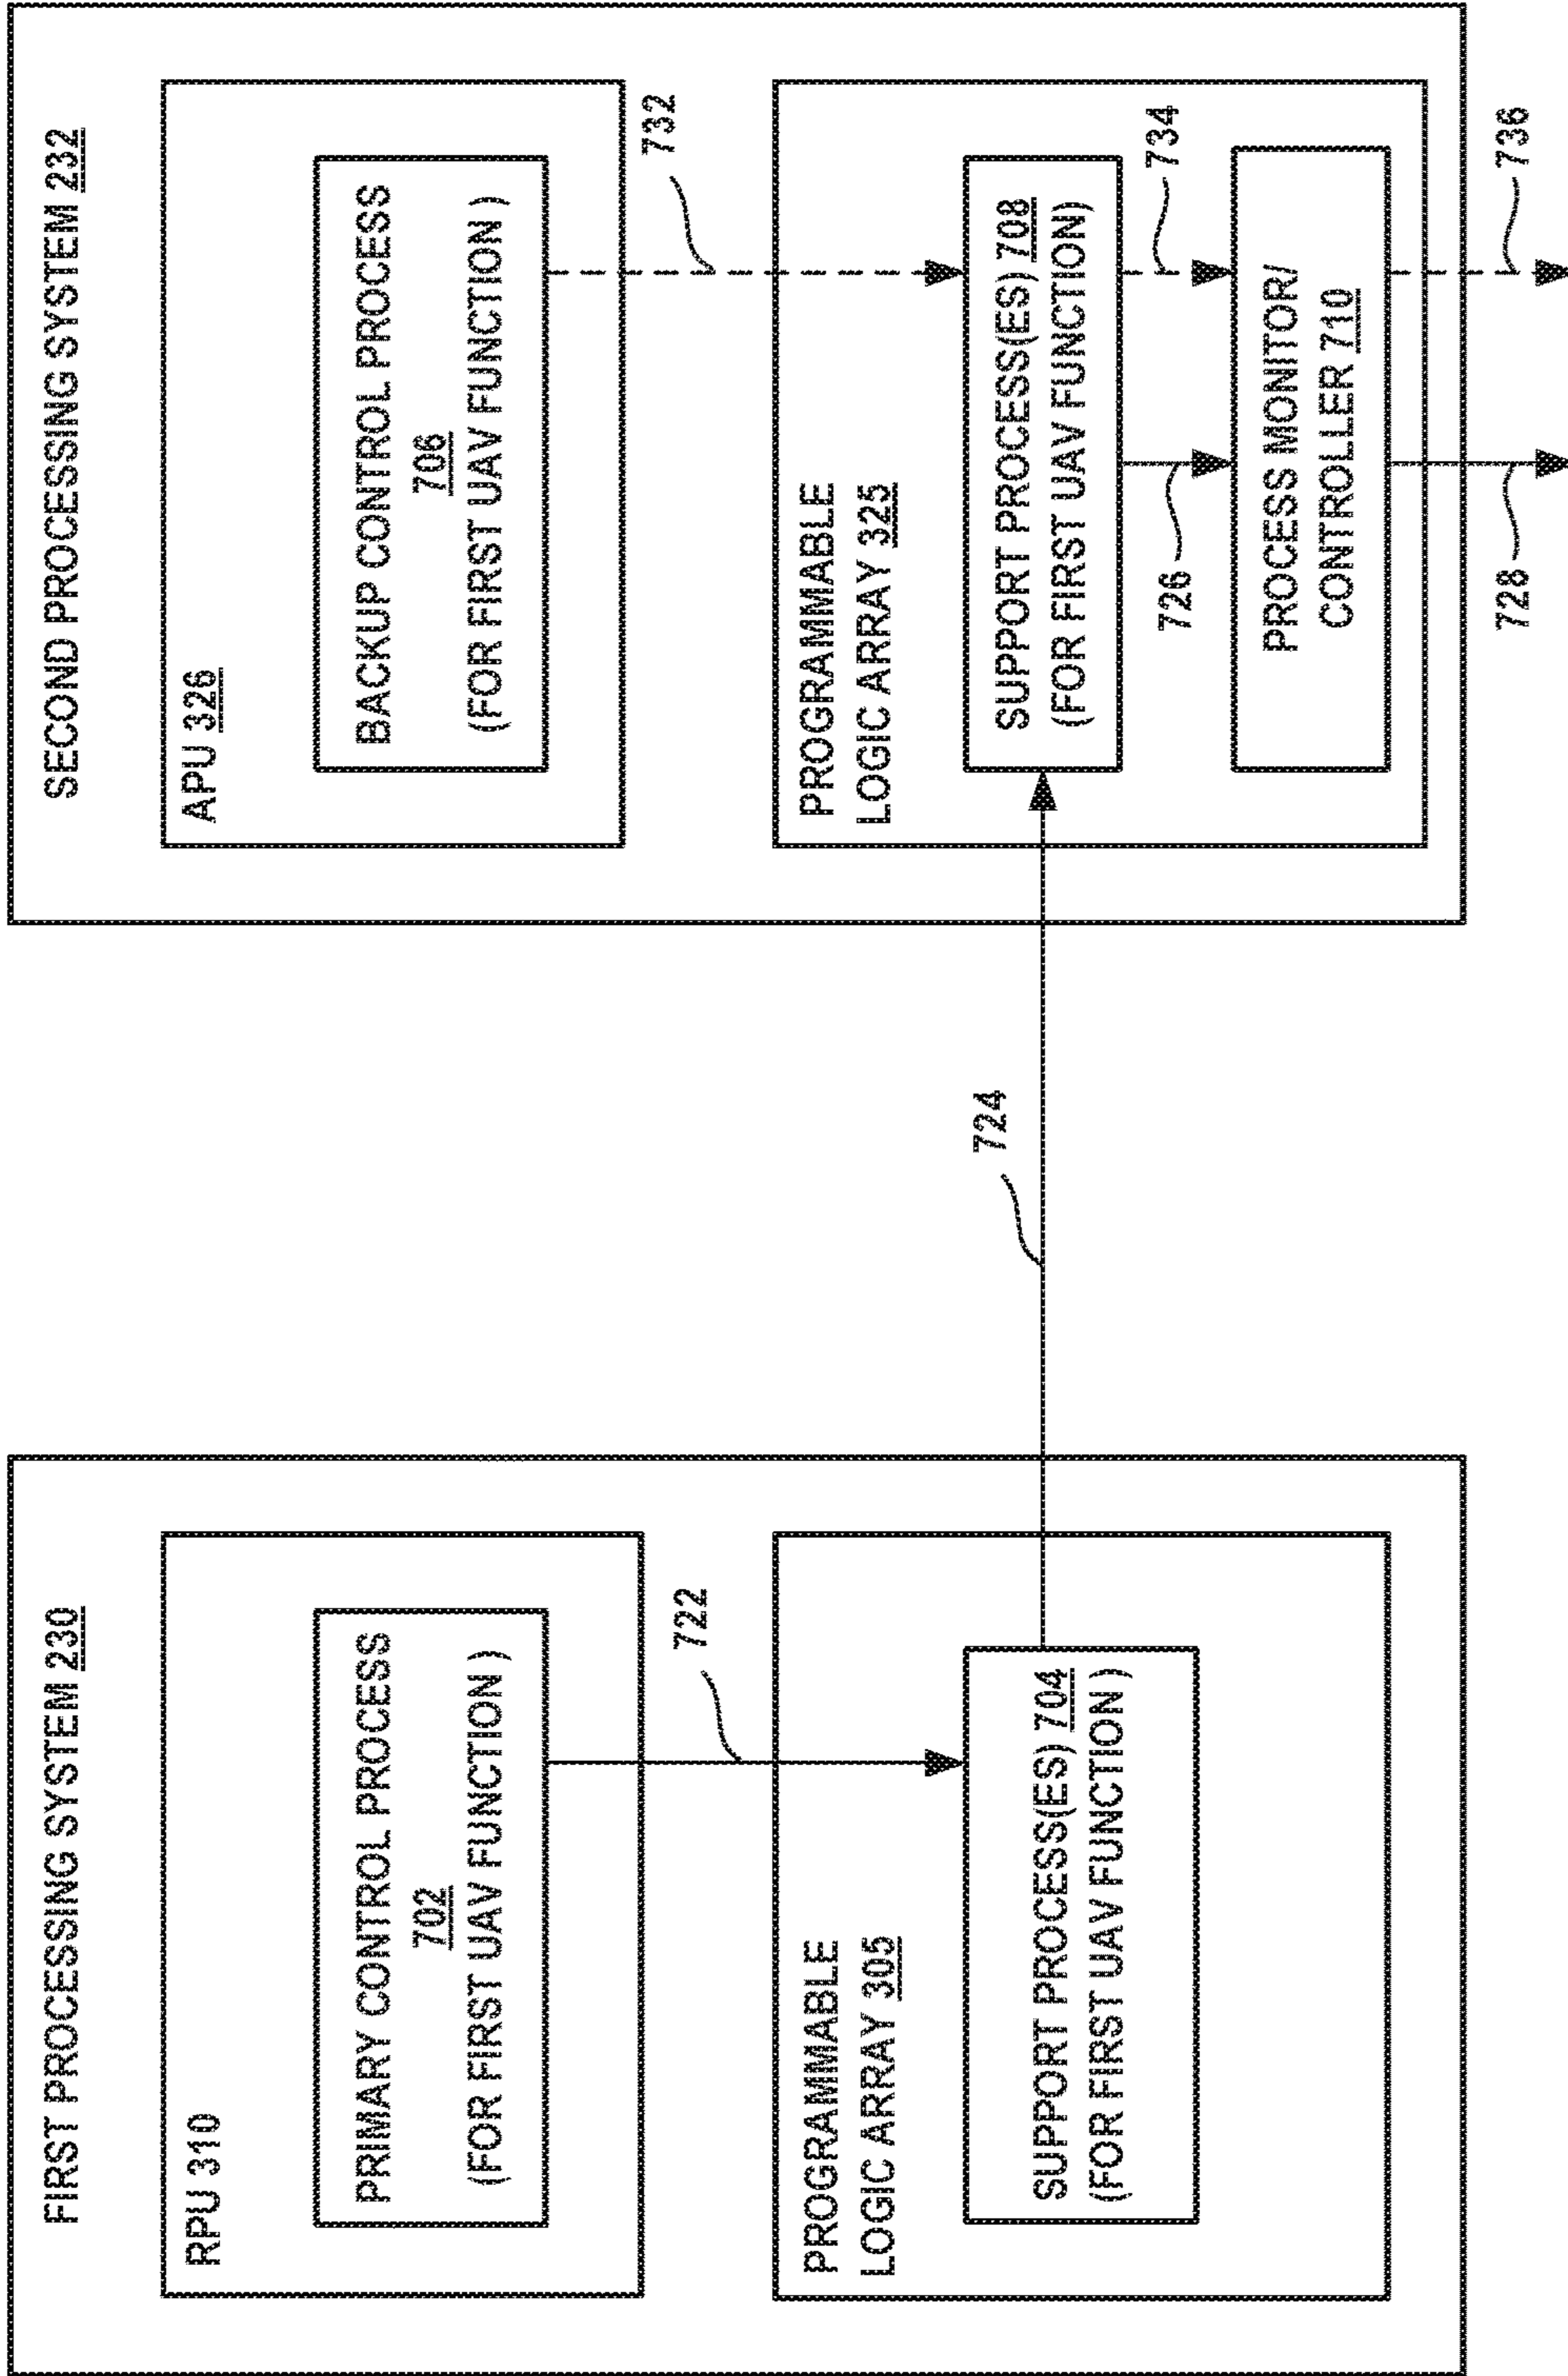 FIRST PROCESSING SYSTEM 230
RPU 310
PRIMARY CONTROL PROCESS
702
(FOR FIRST UAV FUNCTION )
722
PROGRAMMABLE
LOGIC ARRAY 305
SUPPORT PROCESS(ES) 704
(FOR FIRST UAV FUNCTION )
724
SECOND PROCESSING SYSTEM 232
APU 326
BACKUP CONTROL PROCESS
706
(FOR FIRST UAV FUNCTION )
732
PROGRAMMABLE
LOGIC ARRAY 325
SUPPORT PROCESS(ES) 708
(FOR FIRST UAV FUNCTION)
726
734
PROCESS MONITOR/
CONTROLLER 710
728
736